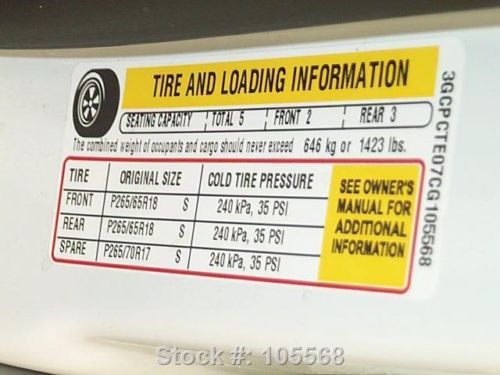 TIRE AND LOADING INFORMATION
SEATING CAPACITY TOTAL 5 FRONT 2 REAR 3
The combined weight of occupants and cargo should never exceed 646 kg or 1423 lbs.
TIRE ORIGINAL SIZE COLD TIRE PRESSURE
FRONT P265/65R18 S 240 kPa, 35 PSI
REAR P265/65R18 S 240 kPa, 35 PSI
SPARE P265/70R17 S 240 kPa, 35 PSI
SEE OWNER'S
MANUAL FOR
ADDITIONAL
INFORMATION
3GCPCTE07CG105568
Stock #: 105568